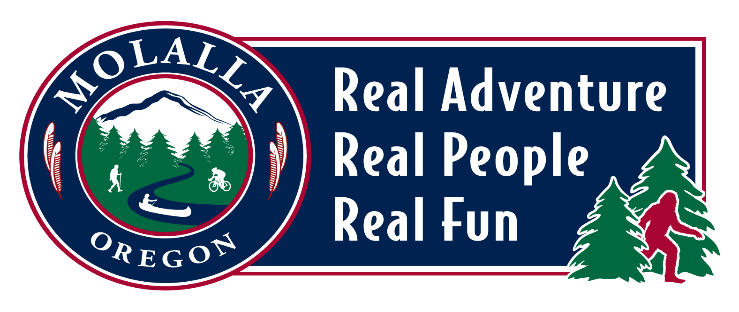 MOLALLA
OREGON
Real Adventure
Real People
Real Fun